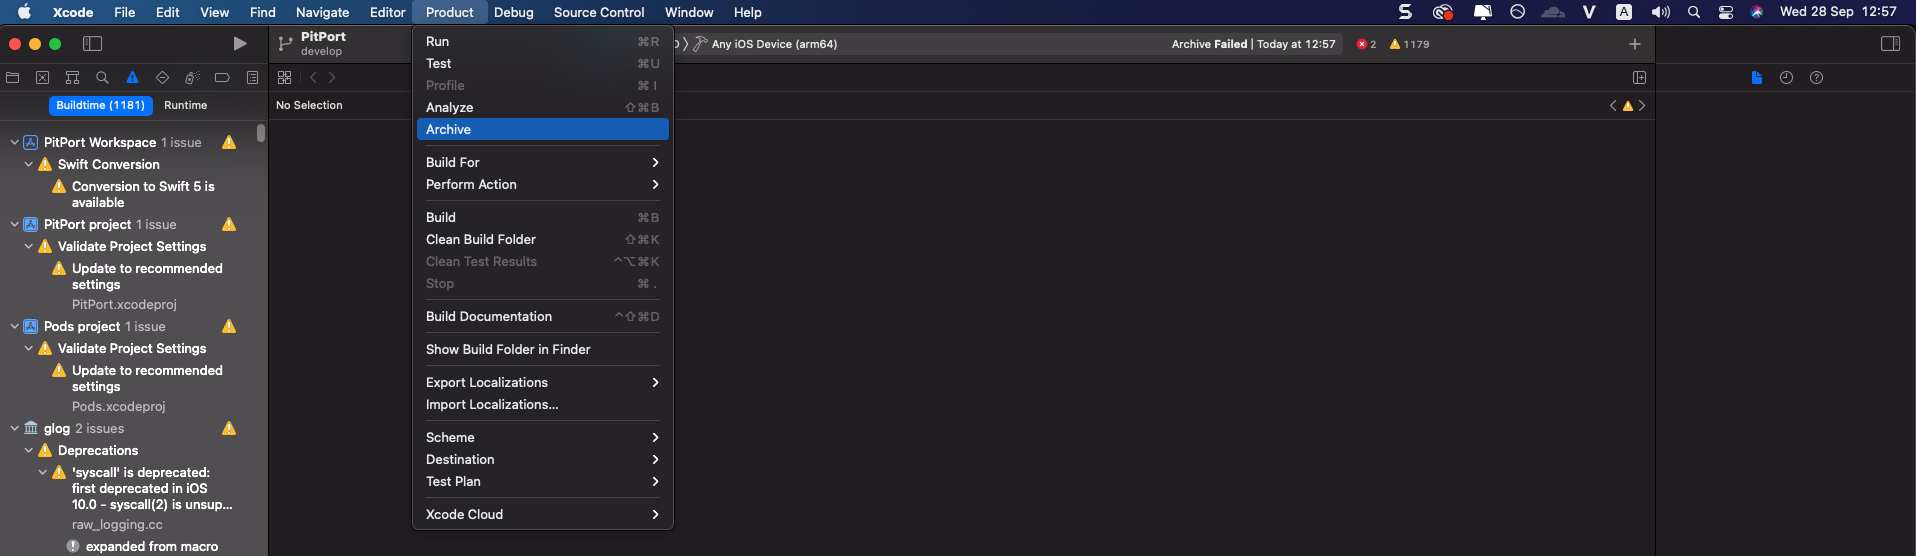 Xcode File Edit View Find Navigate Editor Product Debug Source Control Window Help
A Wed 28 Sep 12:57
PitPort
develop
Any iOS Device (arm64)
Archive Failed | Today at 12:57
2
1179
Buildtime (1181) Runtime
No Selection
PitPort Workspace 1 issue
Swift Conversion
Conversion to Swift 5 is
available
PitPort project 1 issue
Validate Project Settings
Update to recommended
settings
PitPort.xcodeproj
Pods project 1 issue
Validate Project Settings
Update to recommended
settings
Pods.xcodeproj
glog 2 issues
Deprecations
'syscall' is deprecated:
first deprecated in iOS
10.0 - syscall(2) is unsup...
raw_logging.cc
expanded from macro
Run ⌘R
Test ⌘U
Profile ⌘I
Analyze ⇧⌘B
Archive
Build For
Perform Action
Build ⌘B
Clean Build Folder ⇧⌘K
Clean Test Results ^⌥⌘K
Stop ⌘.
Build Documentation ^⇧⌘D
Show Build Folder in Finder
Export Localizations
Import Localizations...
Scheme
Destination
Test Plan
Xcode Cloud